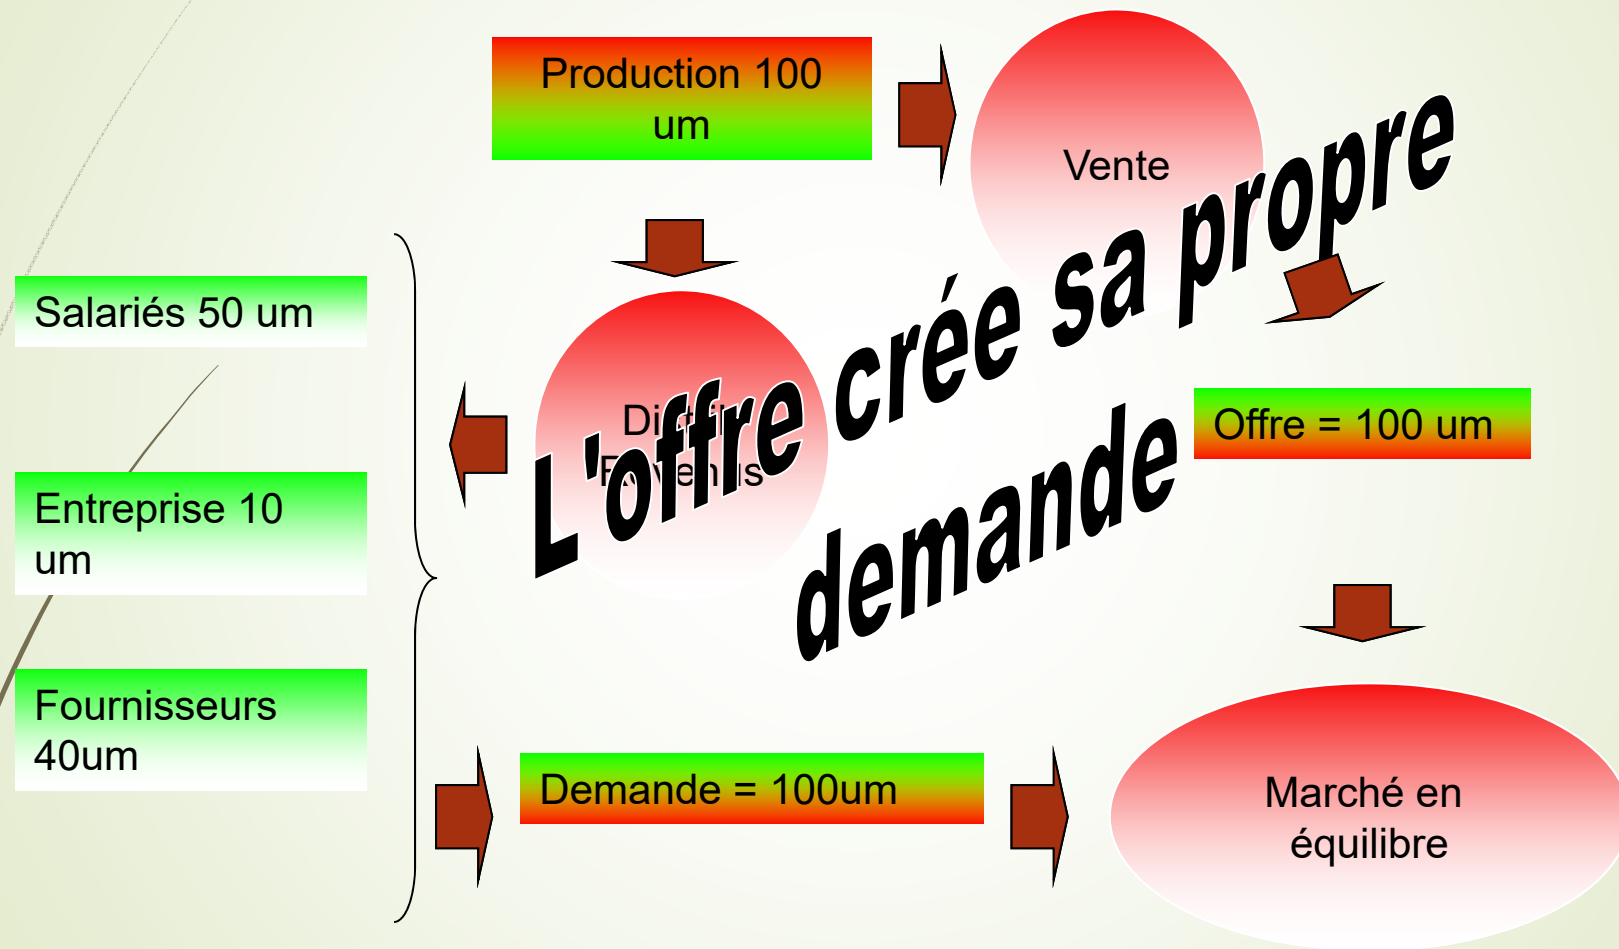 Production 100
um
Vente
Salariés 50 um
L'offre crée sa propre
demande
Offre = 100 um
Revenus
Entreprise 10
um
Fournisseurs
40um
Demande = 100um
Marché en
équilibre